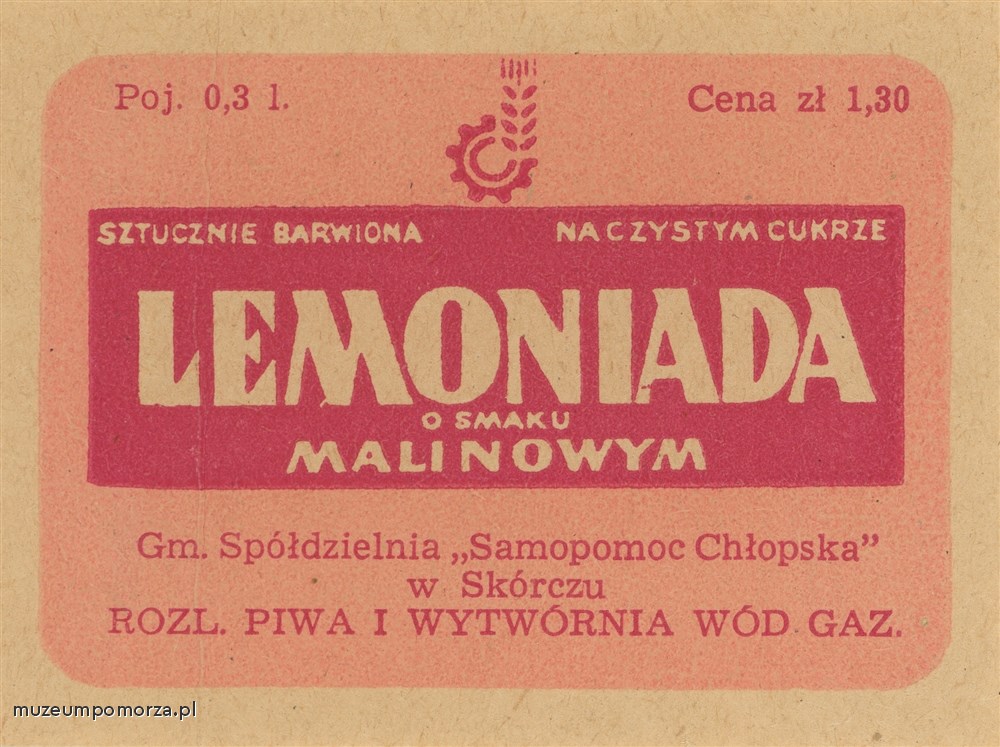 Poj. 0,3 l. Cena zł 1,30
SZTUCZNIE BARWIONA NA CZYSTYM CUKRZE
LEMONIADA
O SMAKU
MALINOWYM
Gm. Spółdzielnia „Samopomoc Chłopska”
w Skórczu
ROZL. PIWA I WYTWÓRNIA WÓD GAZ.
muzeumpomorza.pl